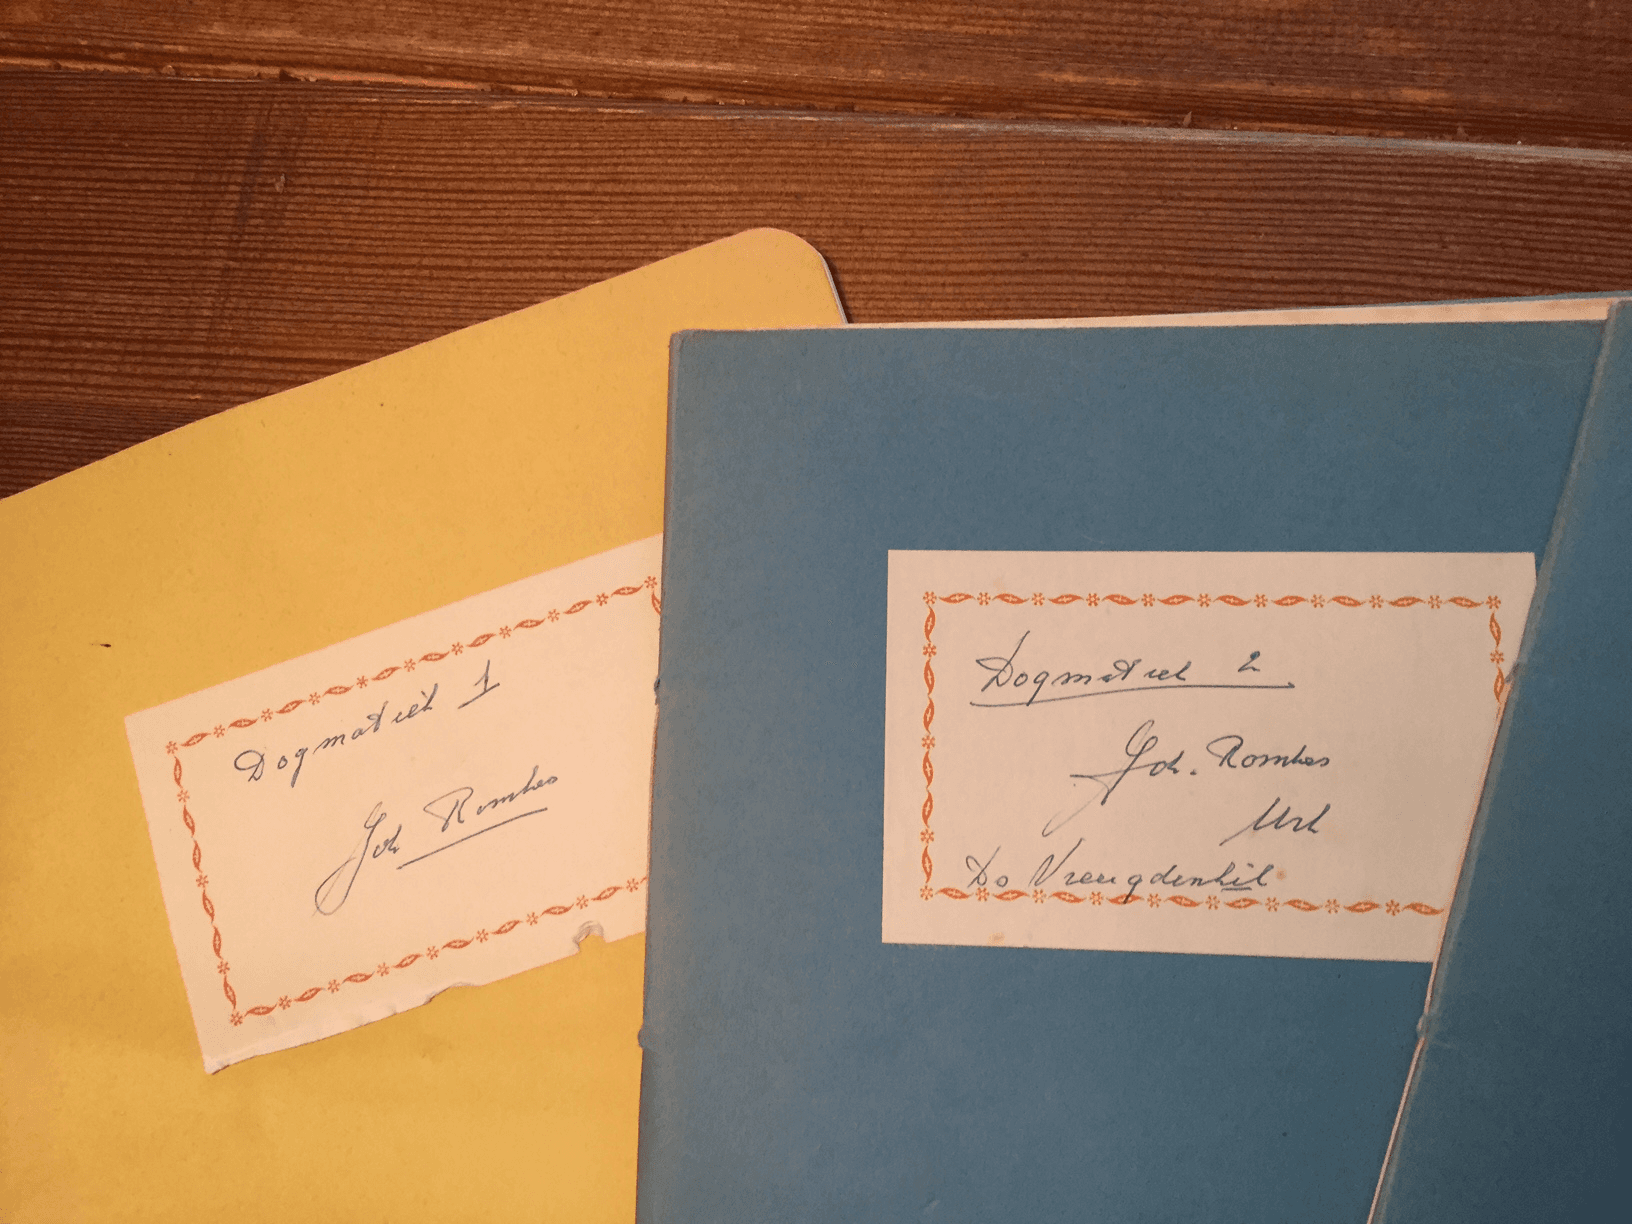 Dogmatiek 1
Joh Romkes
Dogmatiek 2
Joh. Romkes
Urk
Ds Vreugdenhil